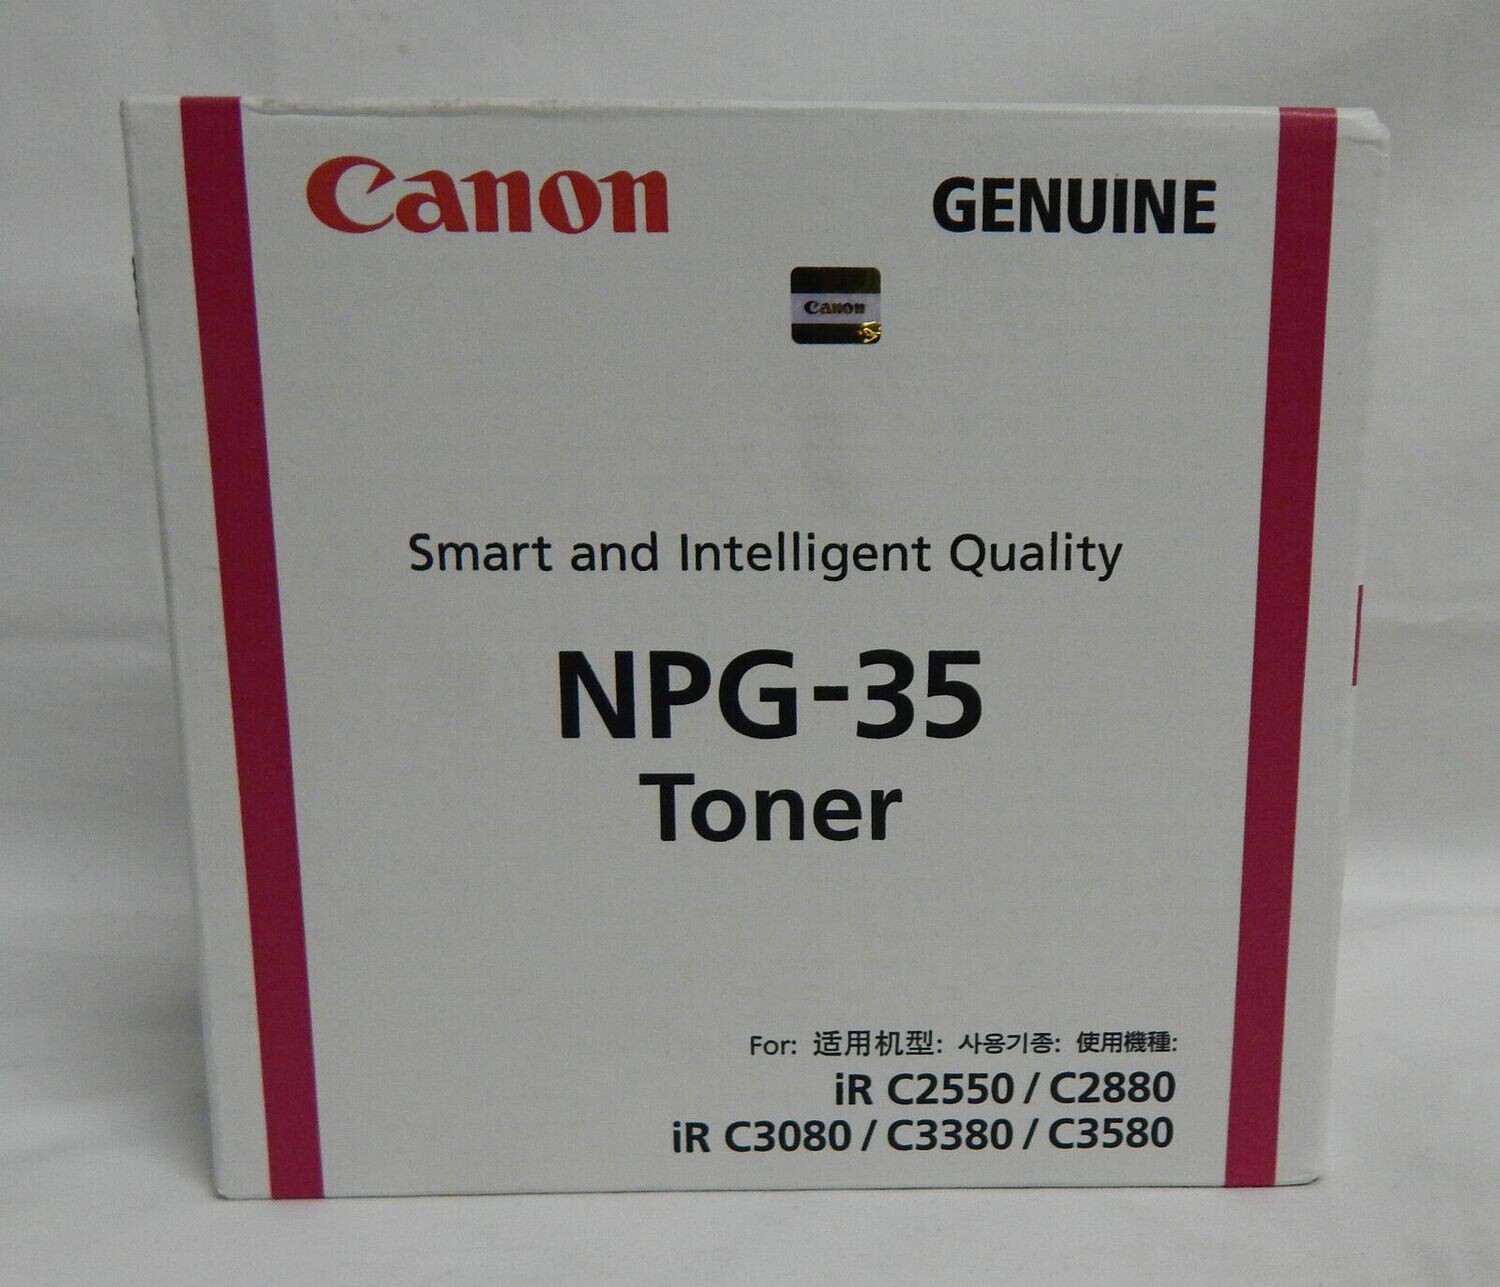 Canon
GENUINE
Canon
Smart and Intelligent Quality
NPG-35
Toner
For: 适用机型: 사용기종: 使用機種:
iR C2550 / C2880
iR C3080 / C3380 / C3580